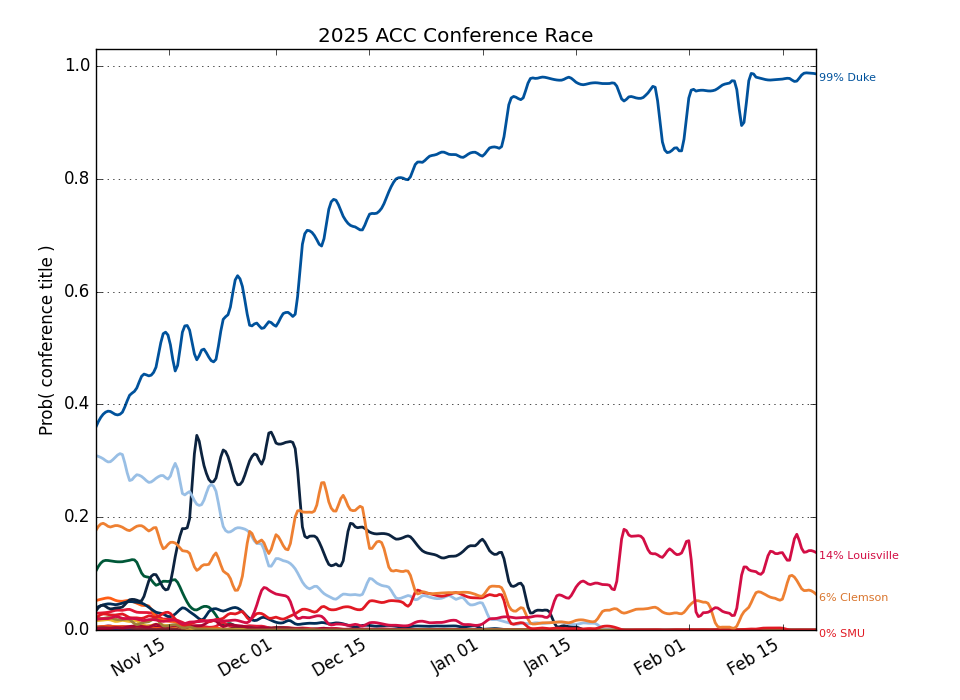 2025 ACC Conference Race
Prob( conference title )
1.0
0.8
0.6
0.4
0.2
0.0
Nov 15
Dec 01
Dec 15
Jan 01
Jan 15
Feb 01
Feb 15
99% Duke
14% Louisville
6% Clemson
0% SMU